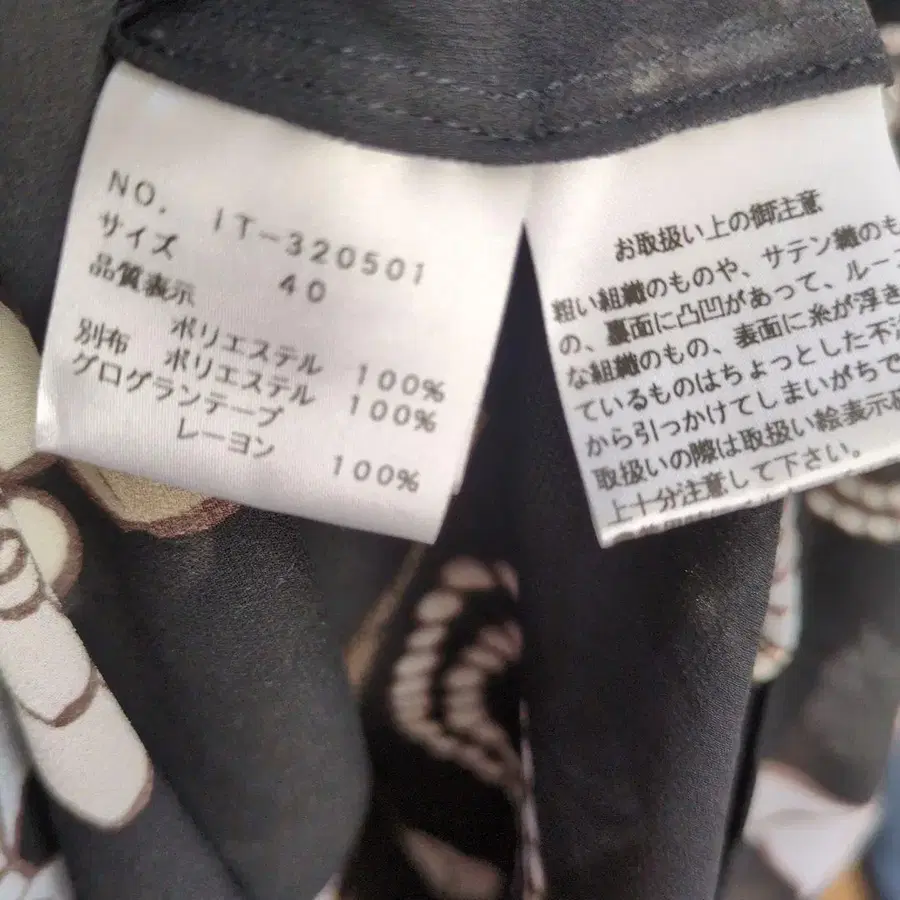 NO. IT-320501
サイズ 40
品質表示
ポリエステル 100%
別布 ポリエステル 100%
グログランテープ
レーヨン 100%
お取扱い上の御注意
粗い組織のものや、サテン織のも
の、裏面に凸凹があって、ルー
な組織のもの、表面に糸が浮き
ているものはちょっとした不注
から引っかけてしまいがちで
取扱いの際は取扱い絵表示
上十分注意して下さい。